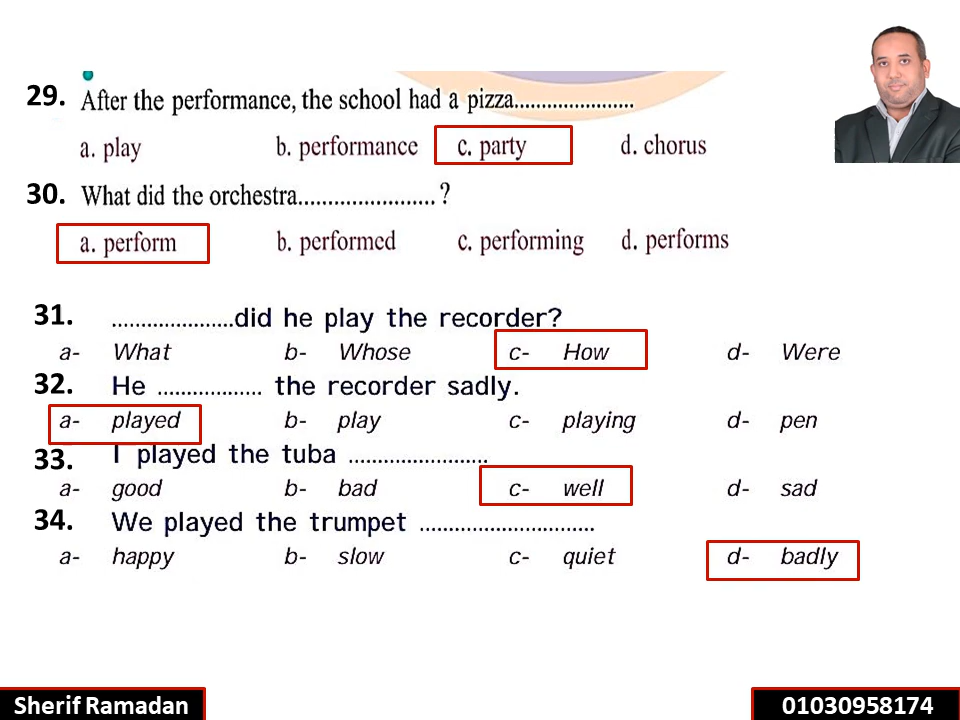 29. After the performance, the school had a pizza......................
a. play b. performance c. party d. chorus
30. What did the orchestra.......................?
a. perform b. performed c. performing d. performs
31. .....................did he play the recorder?
a- What b- Whose c- How d- Were
32. He .................. the recorder sadly.
a- played b- play c- playing d- pen
33. I played the tuba ........................
a- good b- bad c- well d- sad
34. We played the trumpet ..............................
a- happy b- slow c- quiet d- badly
Sherif Ramadan 01030958174